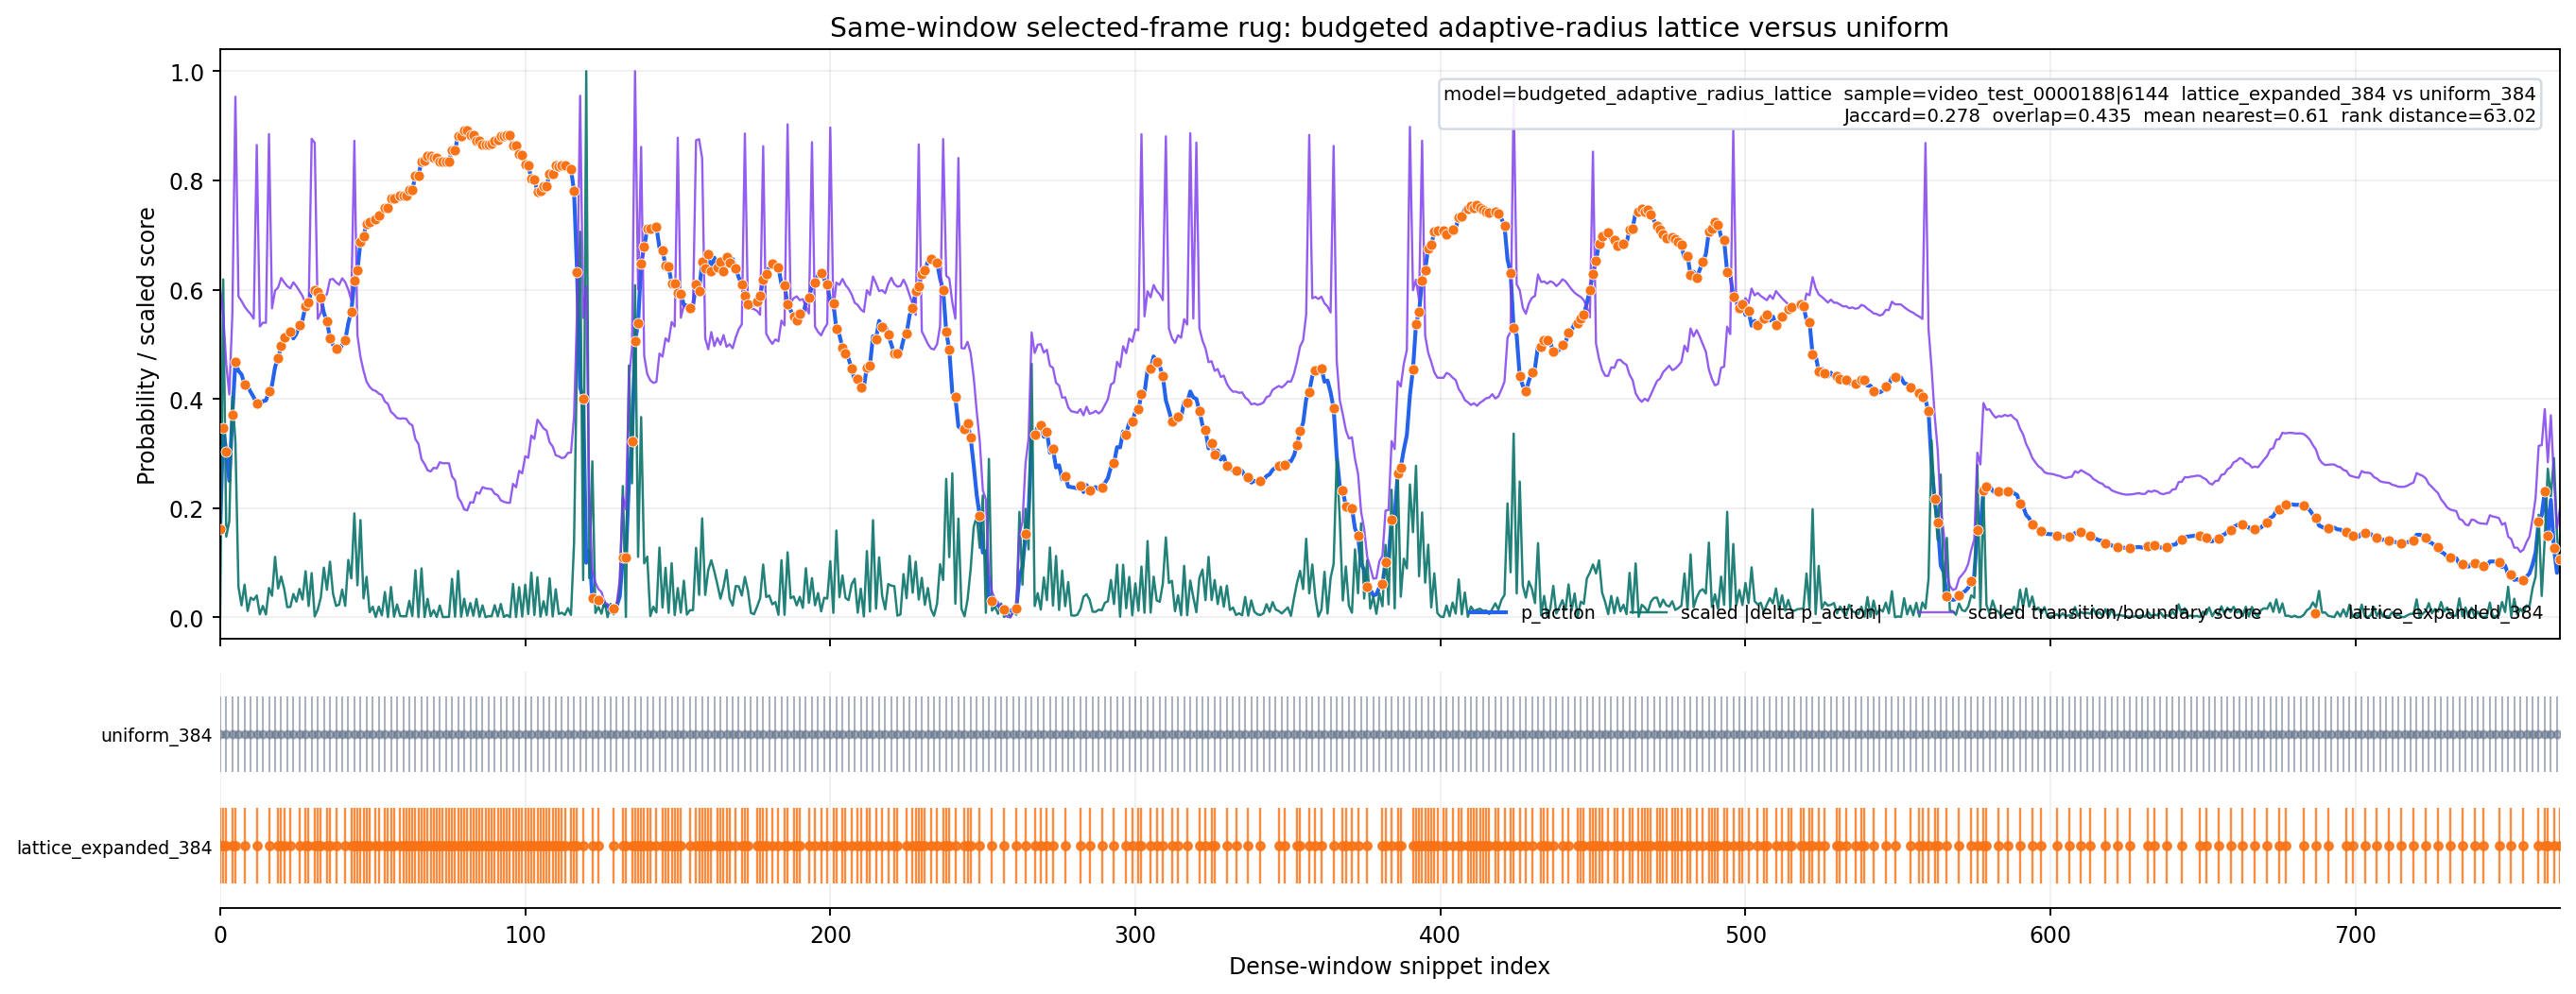 Same-window selected-frame rug: budgeted adaptive-radius lattice versus uniform
model=budgeted_adaptive_radius_lattice sample=video_test_0000188|6144 lattice_expanded_384 vs uniform_384
Jaccard=0.278 overlap=0.435 mean nearest=0.61 rank distance=63.02
Probability / scaled score
1.0
0.8
0.6
0.4
0.2
0.0
p_action
scaled |delta p_action|
scaled transition/boundary score
lattice_expanded_384
uniform_384
lattice_expanded_384
0 100 200 300 400 500 600 700
Dense-window snippet index